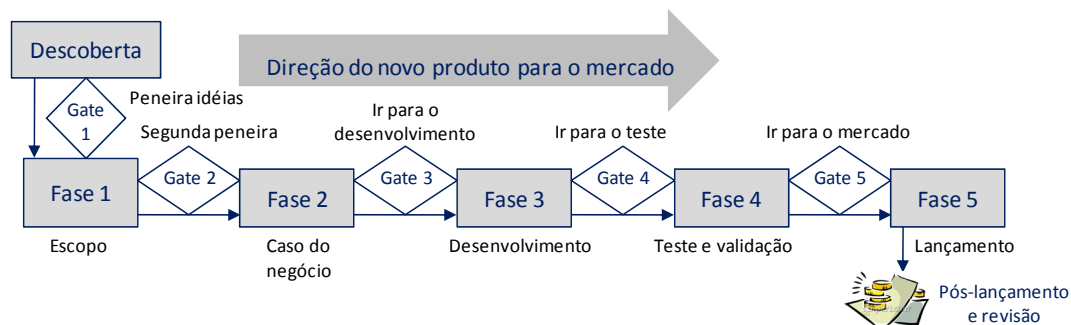 Descoberta
Direção do novo produto para o mercado
Gate
1
Peneira idéias
Segunda peneira
Ir para o
desenvolvimento
Ir para o teste
Ir para o mercado
Fase 1
Gate 2
Fase 2
Gate 3
Fase 3
Gate 4
Fase 4
Gate 5
Fase 5
Escopo
Caso do
negócio
Desenvolvimento
Teste e validação
Lançamento
Pós-lançamento
e revisão